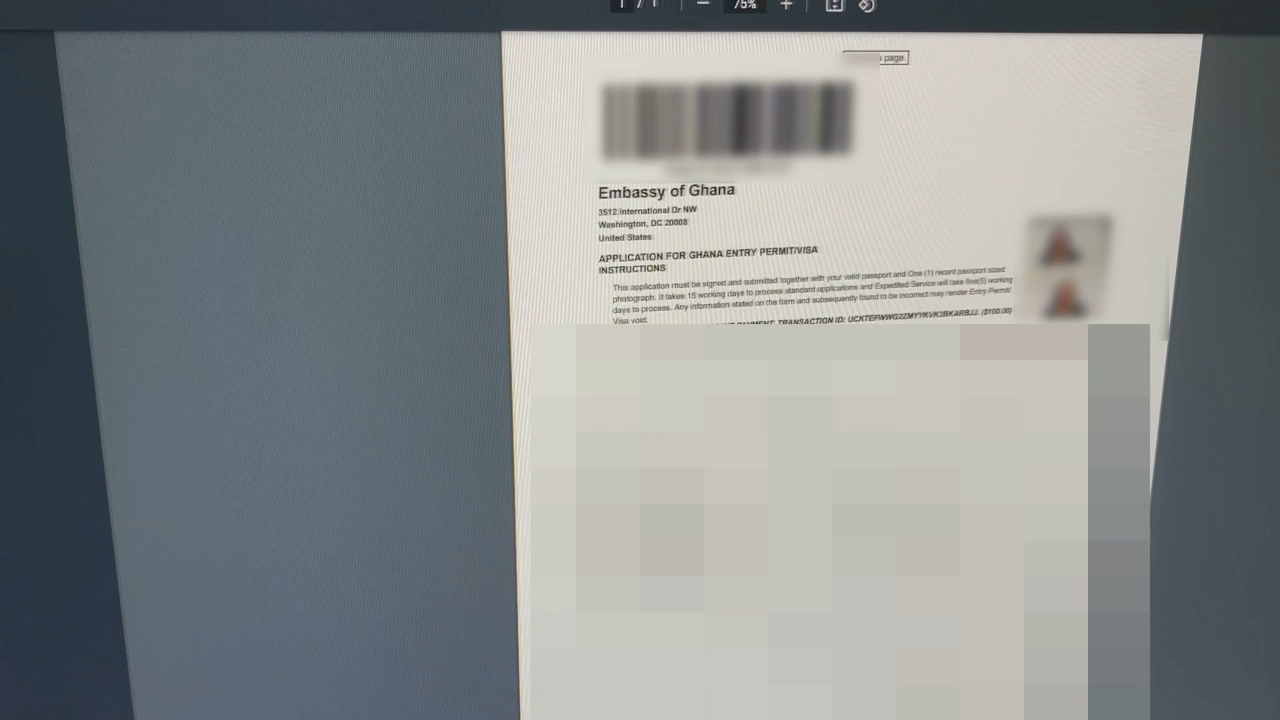 1 / 1
75%
page
Embassy of Ghana
3512 International Dr NW
Washington, DC 20008
United States
APPLICATION FOR GHANA ENTRY PERMIT/VISA
INSTRUCTIONS
This application must be signed and submitted together with your valid passport and One (1) recent passport sized
photograph. It takes 15 working days to process standard applications and Expedited Service will take five(5) working
days to process. Any information stated on the form and subsequently found to be incorrect may render Entry Permit/
Visa void.
TRANSACTION ID: ($100.00)